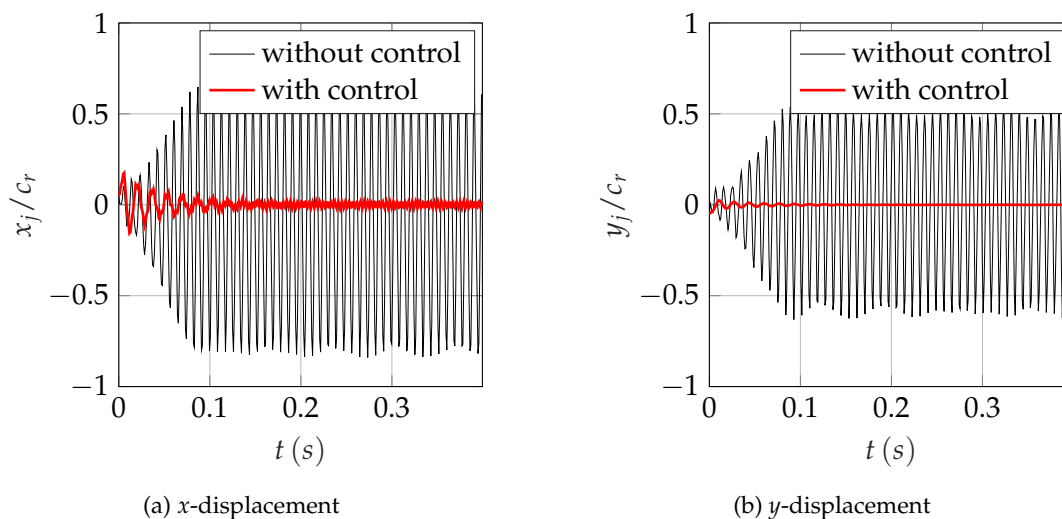 1
0.5
0
−0.5
−1
x_j/c_r
without control
with control
0 0.1 0.2 0.3
t (s)
(a) x-displacement
1
0.5
0
−0.5
−1
y_j/c_r
without control
with control
0 0.1 0.2 0.3
t (s)
(b) y-displacement